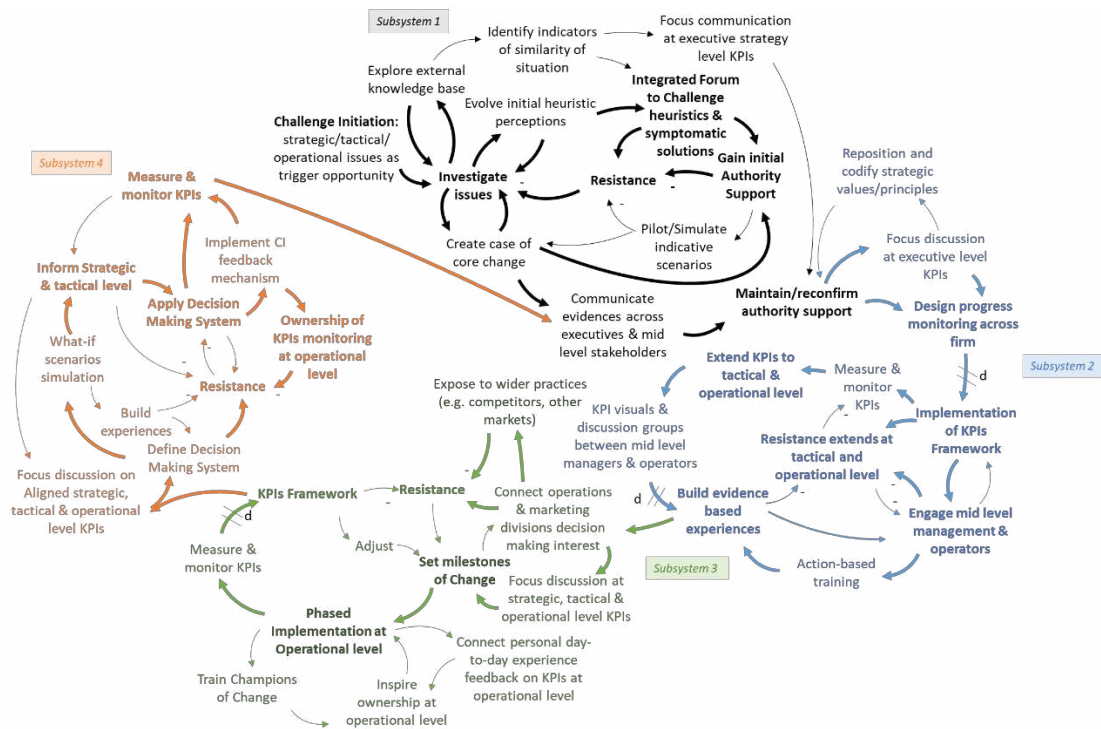 Subsystem 1
Identify indicators
of similarity of
situation
Focus communication
at executive strategy
level KPIs
Explore external
knowledge base
Integrated Forum
to Challenge
heuristics &
symptomatic
solutions
Evolve initial heuristic
perceptions
Challenge Initiation:
strategic/tactical/
operational issues as
trigger opportunity
Investigate
issues
-
Resistance
-
-
Gain initial
Authority
Support
Create case of
core change
Pilot/Simulate
indicative
scenarios
Communicate
evidences across
executives & mid
level stakeholders
Maintain/reconfirm
authority support
Reposition and
codify strategic
values/principles
Focus discussion
at executive level
KPIs
Design progress
monitoring across
firm
Subsystem 2
d
Implementation
of KPIs
Framework
Measure &
monitor
KPIs
Extend KPIs to
tactical &
operational level
KPI visuals &
discussion groups
between mid level
managers & operators
Resistance extends at
tactical and
operational level
-
-
-
-
Engage mid level
management &
operators
d
Build evidence
based
experiences
Action-based
training
Subsystem 3
Expose to wider practices
(e.g. competitors, other
markets)
Connect operations
& marketing
divisions decision
making interest
-
Resistance
-
KPIs Framework
d
Adjust
Set milestones
of Change
Focus discussion at
strategic, tactical &
operational level KPIs
Measure &
monitor KPIs
Phased
Implementation at
Operational level
Connect personal day-
to-day experience
feedback on KPIs at
operational level
Train Champions
of Change
Inspire
ownership at
operational level
Subsystem 4
Measure &
monitor KPIs
Implement CI
feedback
mechanism
Inform Strategic
& tactical level
Apply Decision
Making System
Ownership of
KPIs monitoring
at operational
level
What-if
scenarios
simulation
-
-
-
-
Resistance
Build
experiences
Define Decision
Making System
Focus discussion on
Aligned strategic,
tactical & operational
level KPIs